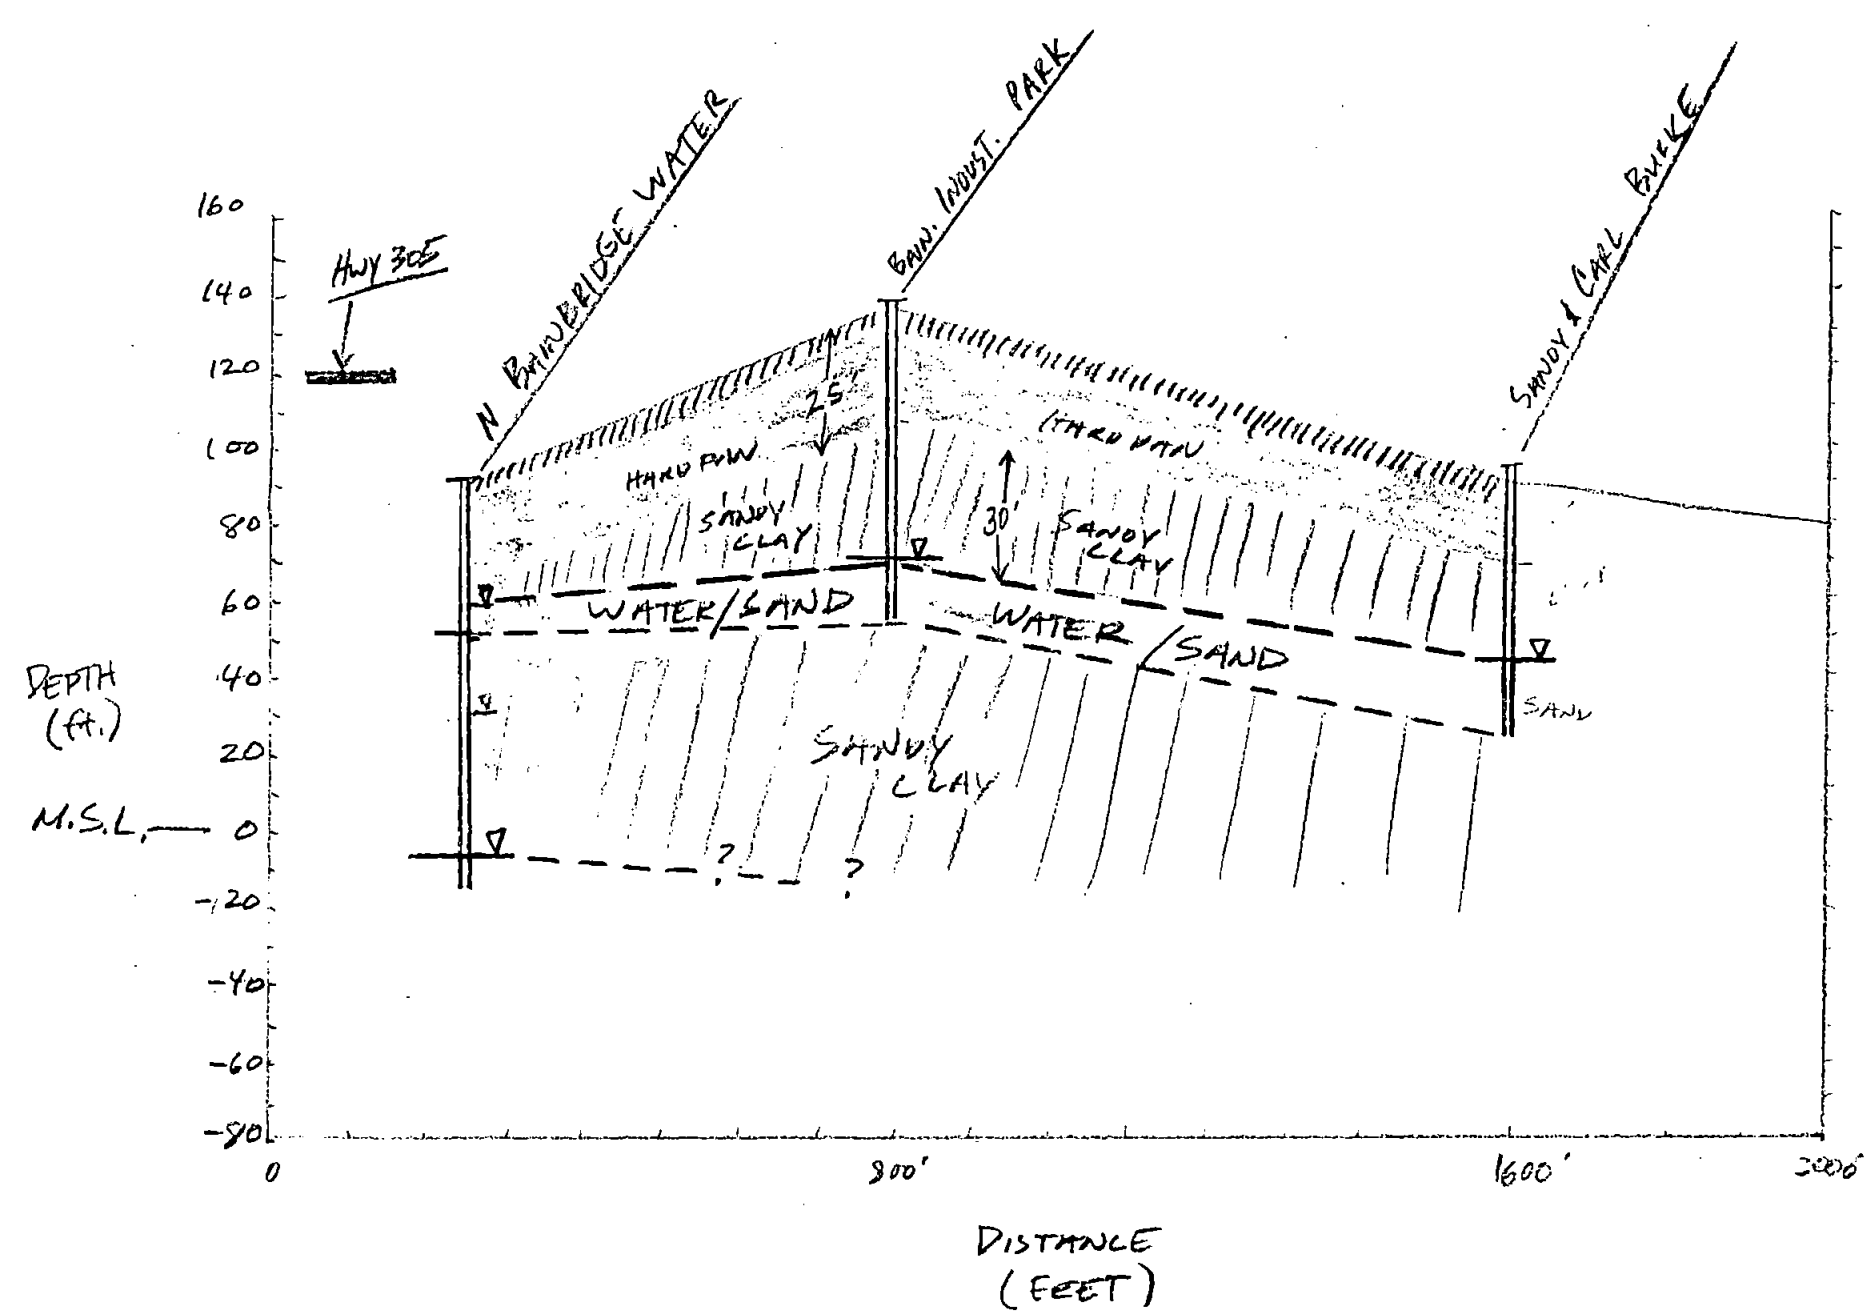 N BAINBRIDGE WATER
BAIN. INDUST. PARK
SANDY & CARL BURKE
HWY 305
160
140
120
100
80
60
40
20
0
-20
-40
-60
-80
DEPTH
(ft.)
M.S.L.
25'
HARD PAN
SANDY
CLAY
WATER/SAND
HARD PAN
30'
SANDY
CLAY
WATER/SAND
SAND
SANDY
CLAY
?
?
0
800'
1600'
2000'
DISTANCE
(FEET)